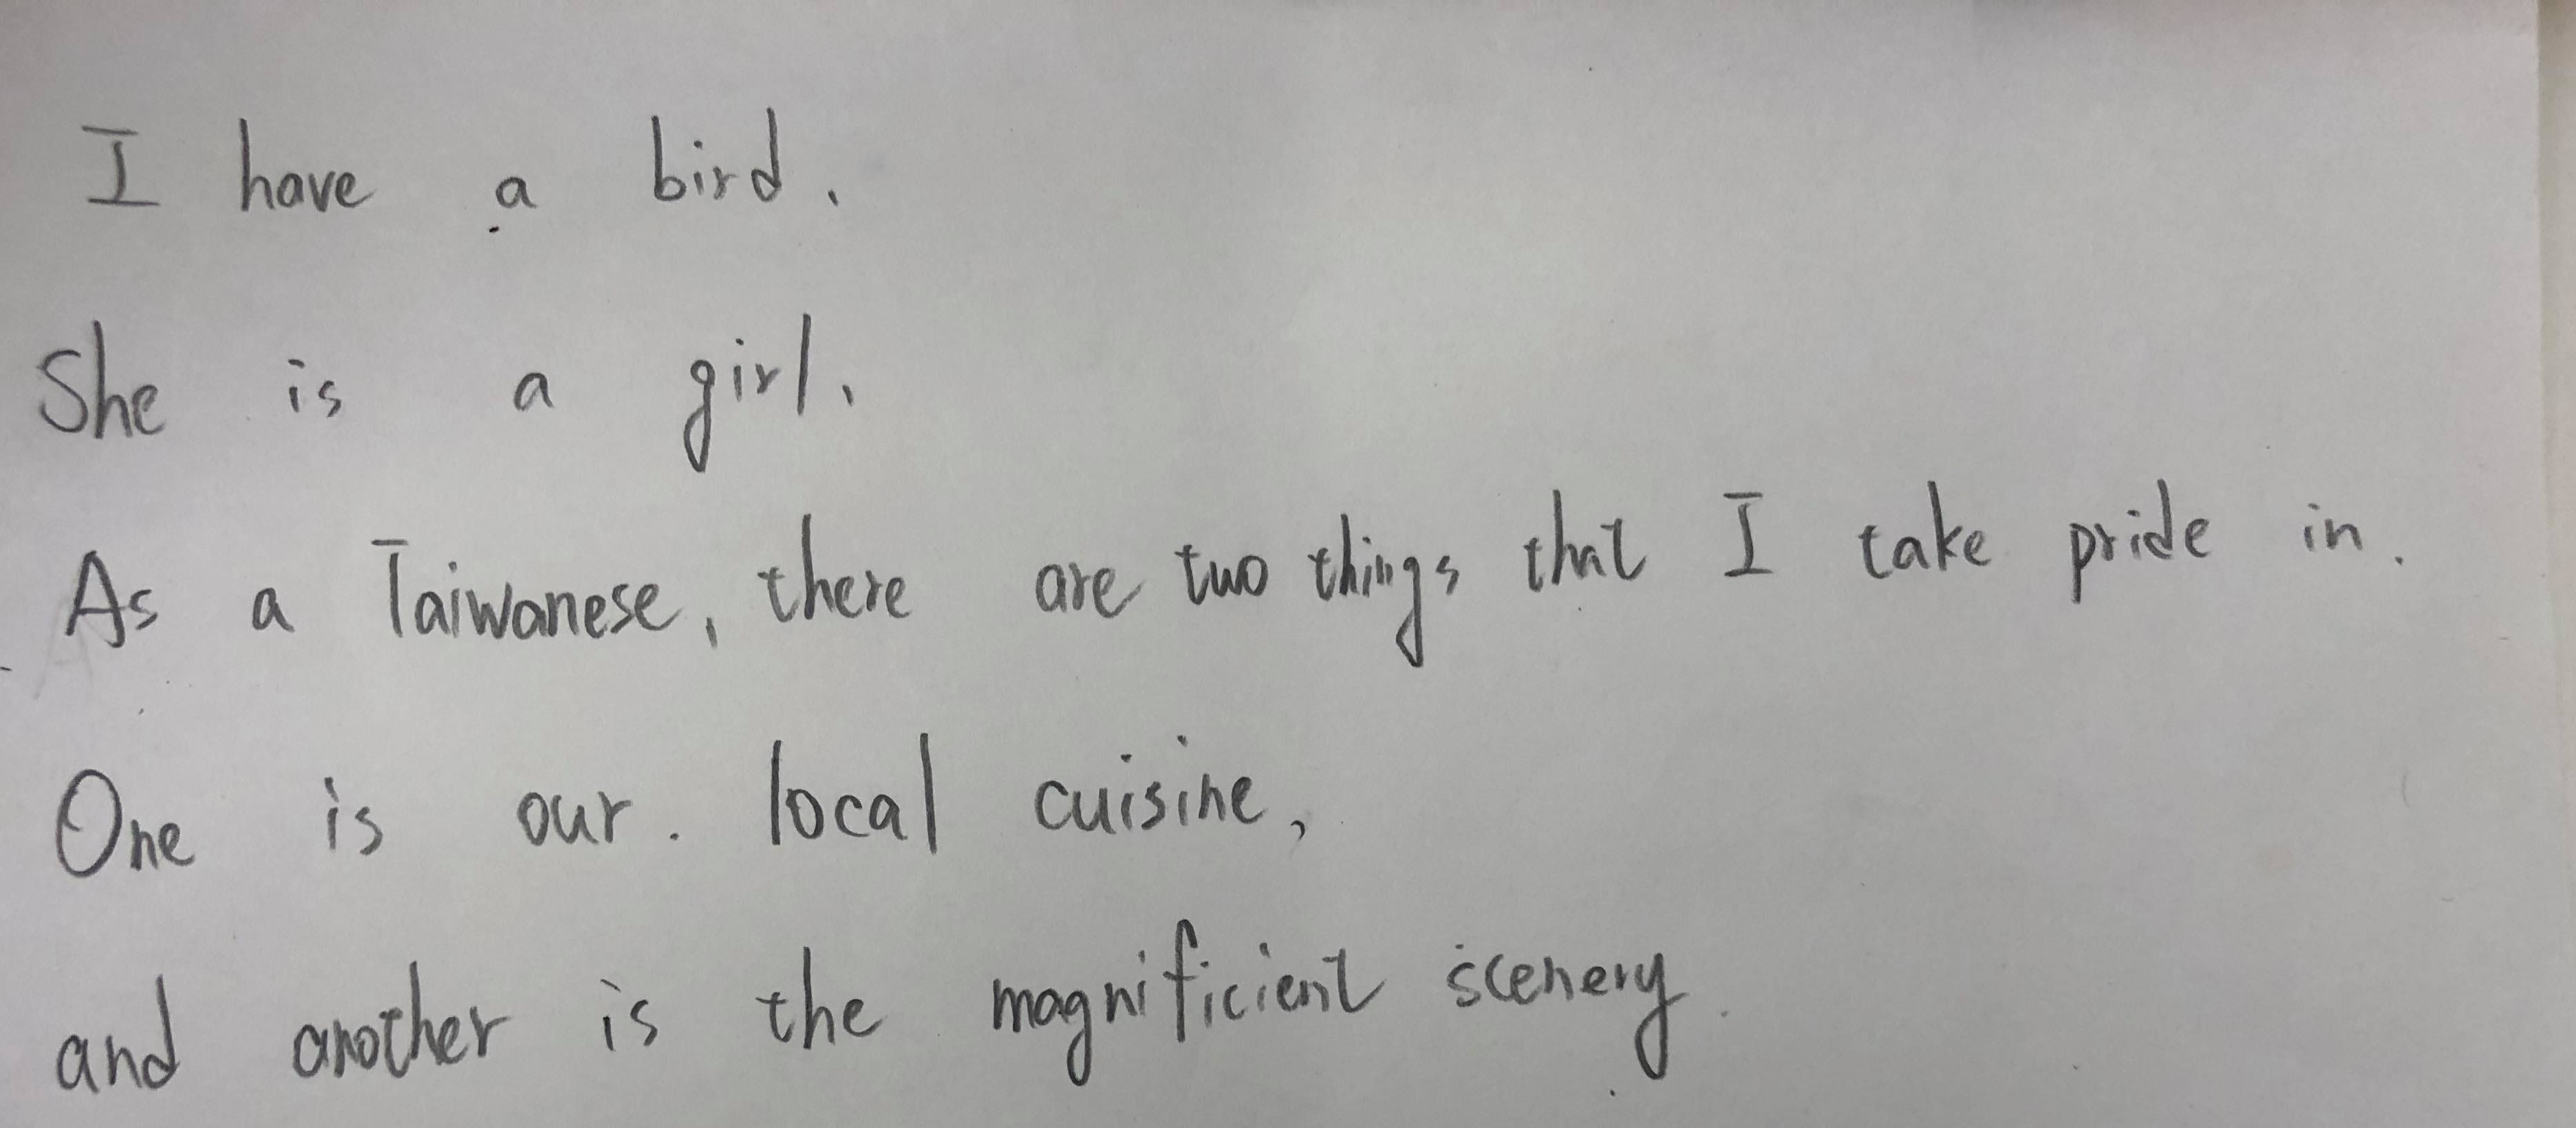 I have a bird.
She is a girl.
As a Taiwanese, there are two things that I take pride in.
One is our. local cuisine,
and another is the magnificient scenery.